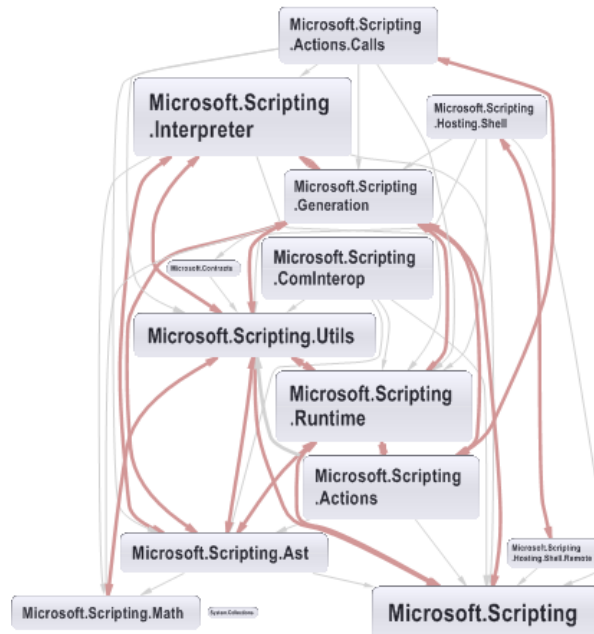 Microsoft.Scripting
.Actions.Calls
Microsoft.Scripting
.Interpreter
Microsoft.Scripting
.Hosting.Shell
Microsoft.Scripting
.Generation
Microsoft.Contracts
Microsoft.Scripting
.ComInterop
Microsoft.Scripting.Utils
Microsoft.Scripting
.Runtime
Microsoft.Scripting
.Actions
Microsoft.Scripting.Ast
Microsoft.Scripting
.Hosting.Shell.Remote
Microsoft.Scripting.Math
System.Collections
Microsoft.Scripting